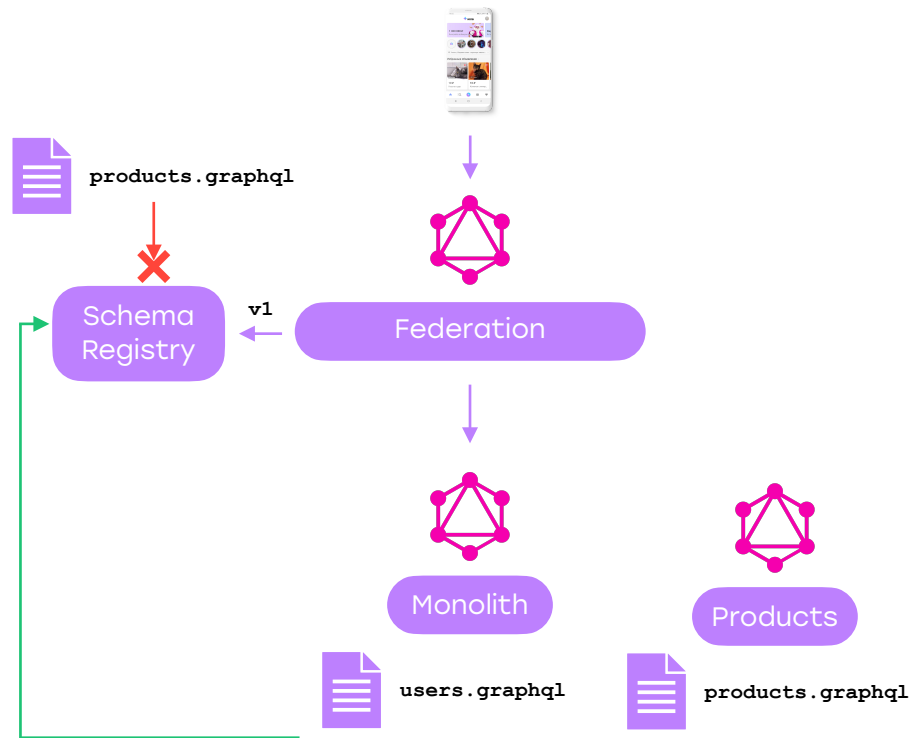 products.graphql
Schema
Registry
v1
Federation
Monolith
Products
users.graphql
products.graphql